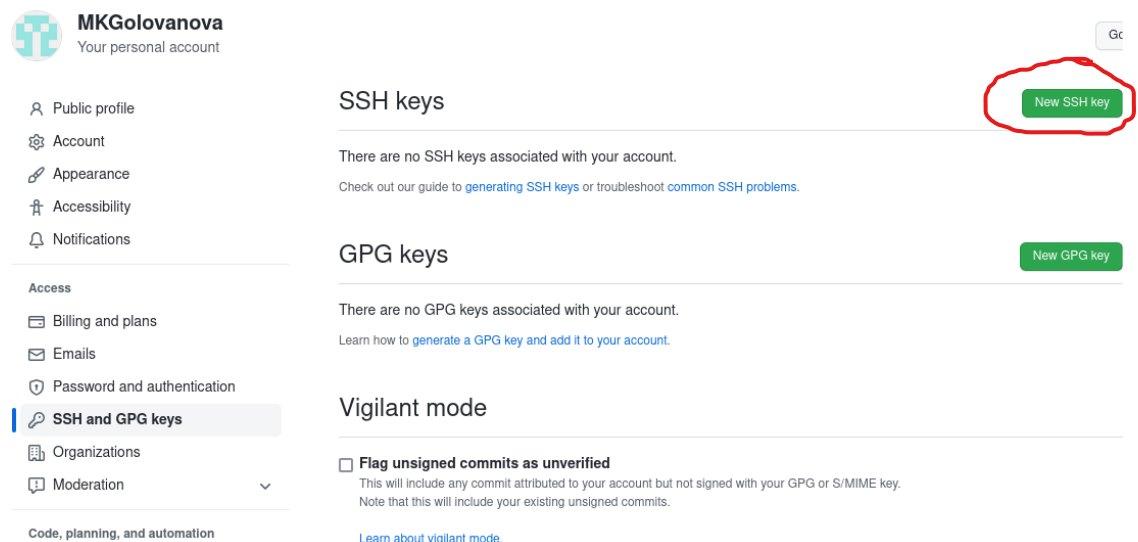 MKGolovanova
Your personal account
Public profile
Account
Appearance
Accessibility
Notifications
Access
Billing and plans
Emails
Password and authentication
SSH and GPG keys
Organizations
Moderation
Code, planning, and automation
SSH keys
New SSH key
There are no SSH keys associated with your account.
Check out our guide to generating SSH keys or troubleshoot common SSH problems.
GPG keys
New GPG key
There are no GPG keys associated with your account.
Learn how to generate a GPG key and add it to your account.
Vigilant mode
Flag unsigned commits as unverified
This will include any commit attributed to your account but not signed with your GPG or S/MIME key.
Note that this will include your existing unsigned commits.
Learn about vigilant mode.